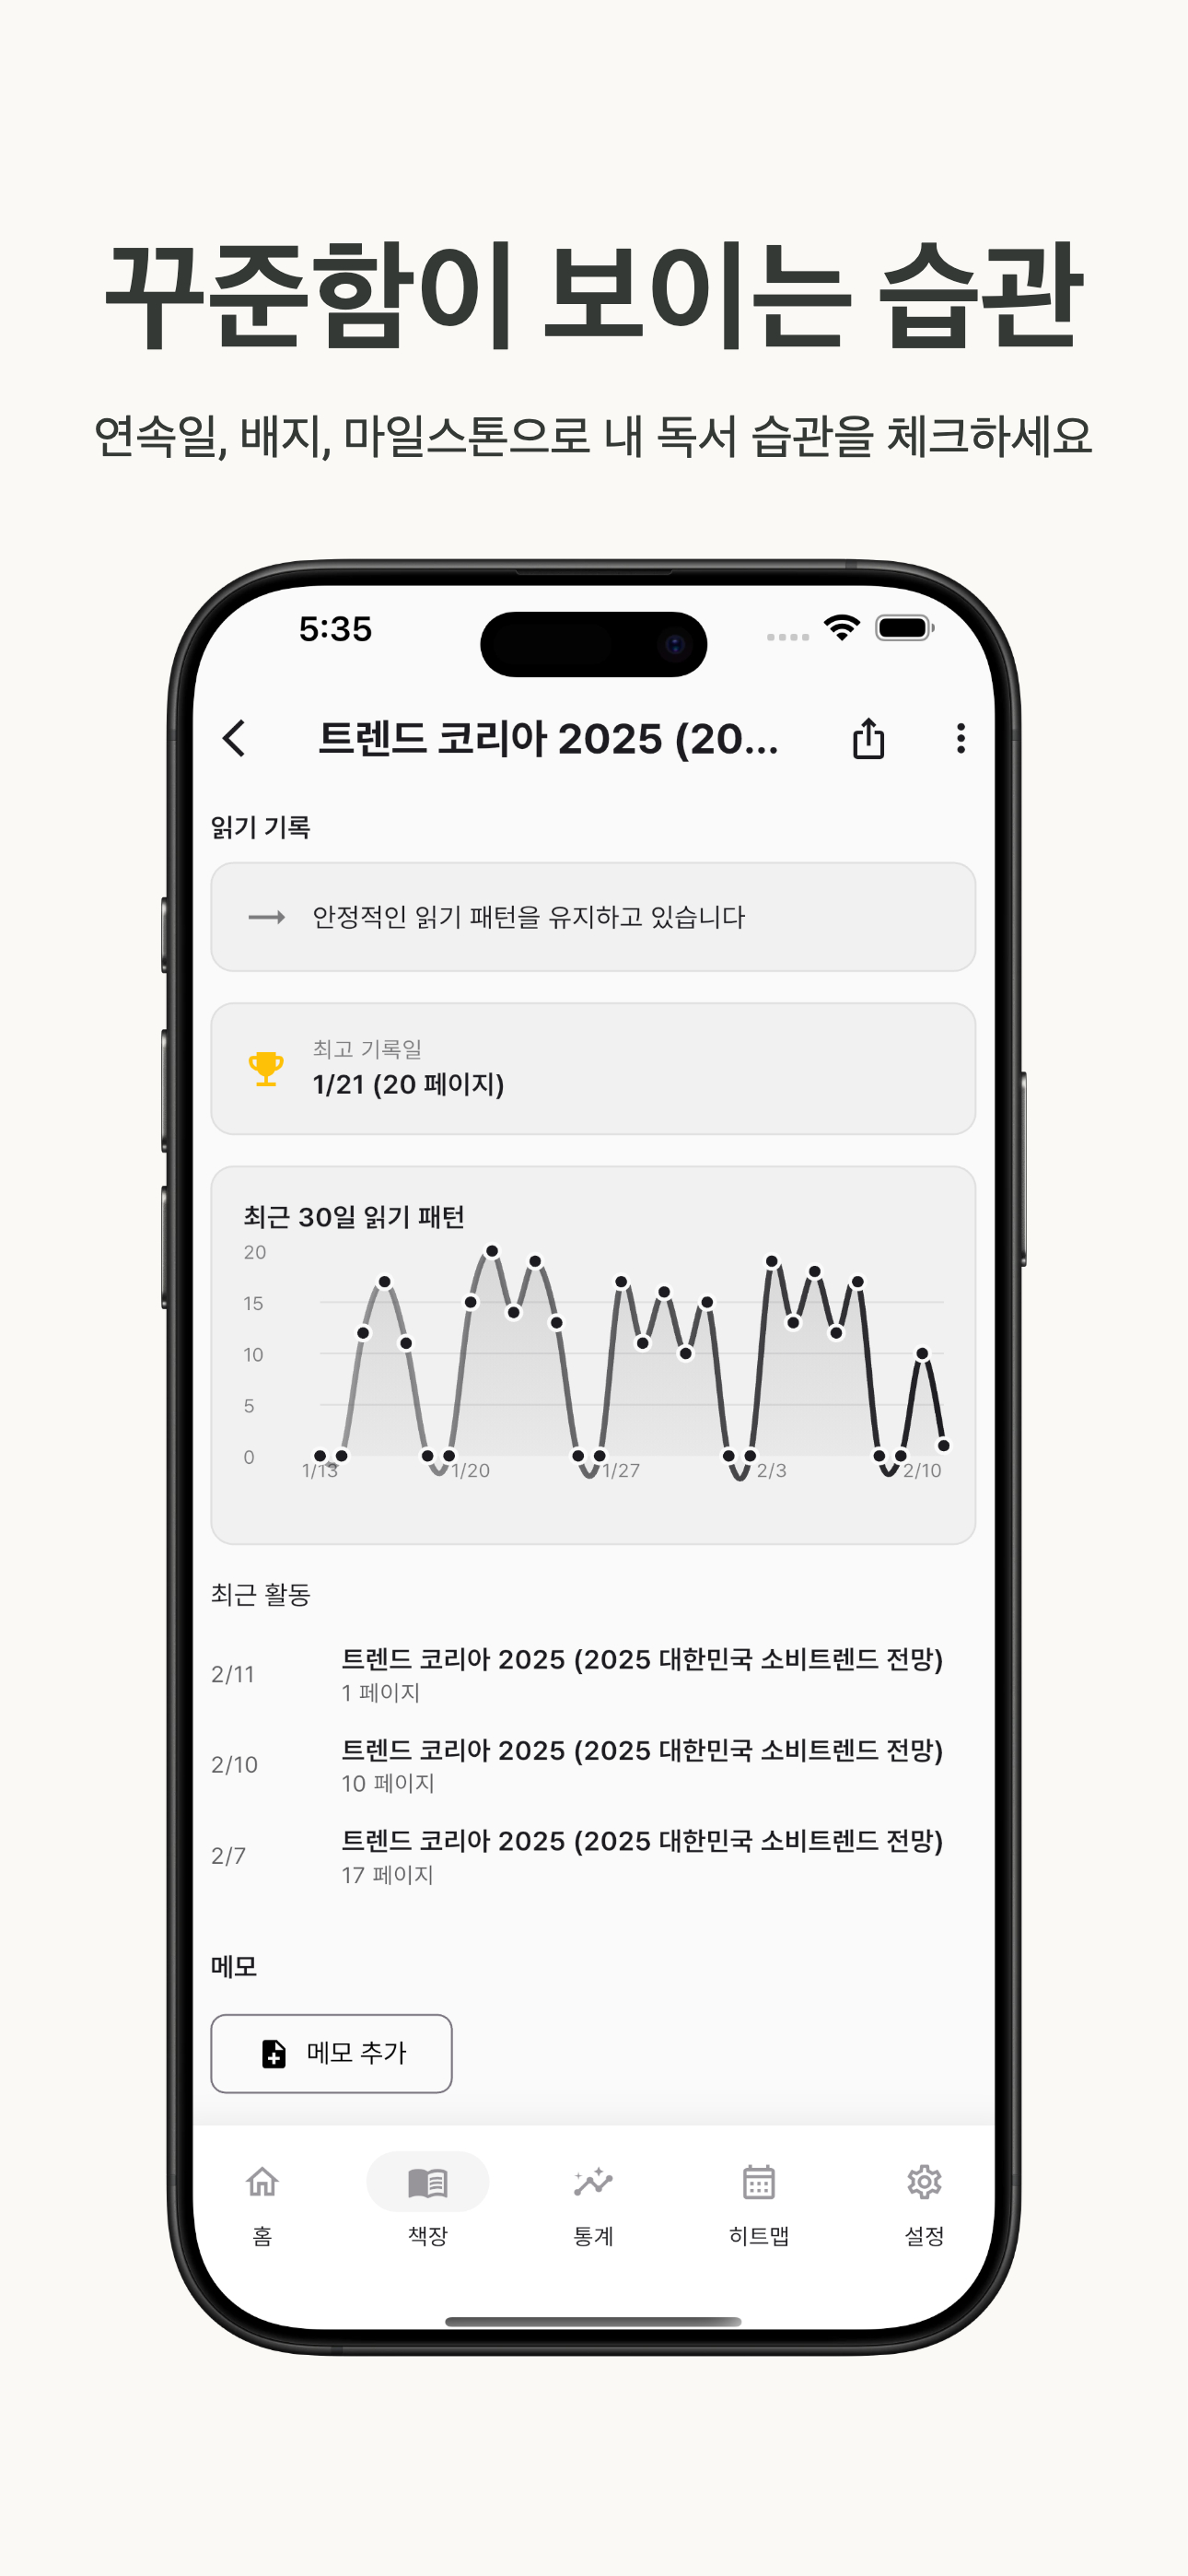 꾸준함이 보이는 습관
연속일, 배지, 마일스톤으로 내 독서 습관을 체크하세요
5:35
트렌드 코리아 2025 (20...
읽기 기록
안정적인 읽기 패턴을 유지하고 있습니다
최고 기록일
1/21 (20 페이지)
최근 30일 읽기 패턴
20
15
10
5
0
1/13 1/20 1/27 2/3 2/10
최근 활동
트렌드 코리아 2025 (2025 대한민국 소비트렌드 전망)
2/11
1 페이지
트렌드 코리아 2025 (2025 대한민국 소비트렌드 전망)
2/10
10 페이지
트렌드 코리아 2025 (2025 대한민국 소비트렌드 전망)
2/7
17 페이지
메모
메모 추가
홈 책장 통계 히트맵 설정